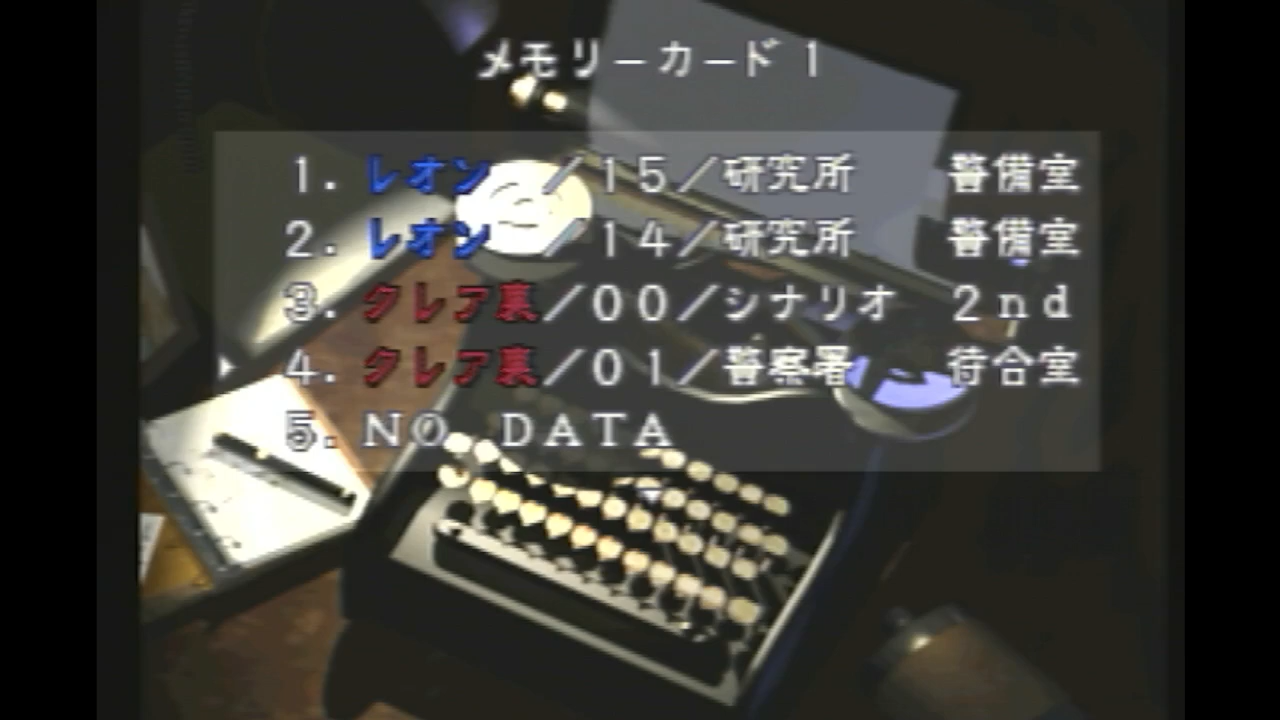 メモリーカード1
1. レオン /15/研究所 警備室
2. レオン /14/研究所 警備室
3. クレア裏/00/シナリオ 2nd
4. クレア裏/01/警察署 待合室
5. NO DATA